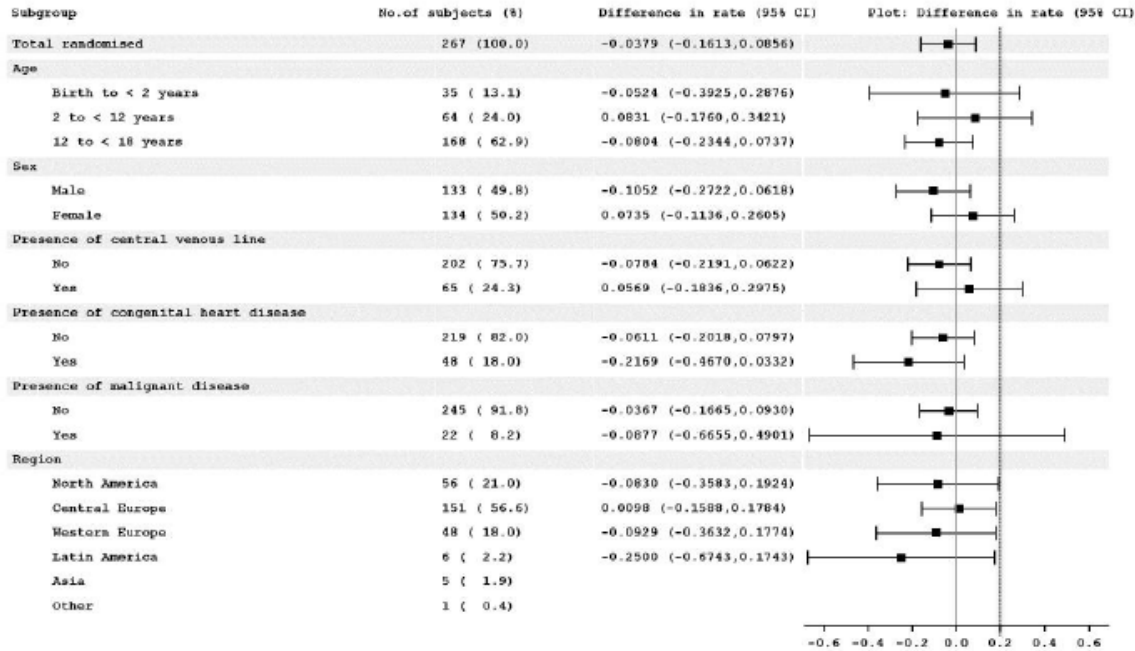 Subgroup No.of subjects (%) Difference in rate (95% CI) Plot: Difference in rate (95% CI)
Total randomised 267 (100.0) -0.0379 (-0.1613,0.0856)
Age
Birth to < 2 years 35 ( 13.1) -0.0524 (-0.3925,0.2876)
2 to < 12 years 64 ( 24.0) 0.0831 (-0.1760,0.3421)
12 to < 18 years 168 ( 62.9) -0.0804 (-0.2344,0.0737)
Sex
Male 133 ( 49.8) -0.1052 (-0.2722,0.0618)
Female 134 ( 50.2) 0.0735 (-0.1136,0.2605)
Presence of central venous line
No 202 ( 75.7) -0.0784 (-0.2191,0.0622)
Yes 65 ( 24.3) 0.0569 (-0.1836,0.2975)
Presence of congenital heart disease
No 219 ( 82.0) -0.0611 (-0.2018,0.0797)
Yes 48 ( 18.0) -0.2169 (-0.4670,0.0332)
Presence of malignant disease
No 245 ( 91.8) -0.0367 (-0.1665,0.0930)
Yes 22 ( 8.2) -0.0877 (-0.6655,0.4901)
Region
North America 56 ( 21.0) -0.0830 (-0.3583,0.1924)
Central Europe 151 ( 56.6) 0.0098 (-0.1588,0.1784)
Western Europe 48 ( 18.0) -0.0929 (-0.3632,0.1774)
Latin America 6 ( 2.2) -0.2500 (-0.6743,0.1743)
Asia 5 ( 1.9)
Other 1 ( 0.4)
-0.6 -0.4 -0.2 0.0 0.2 0.4 0.6